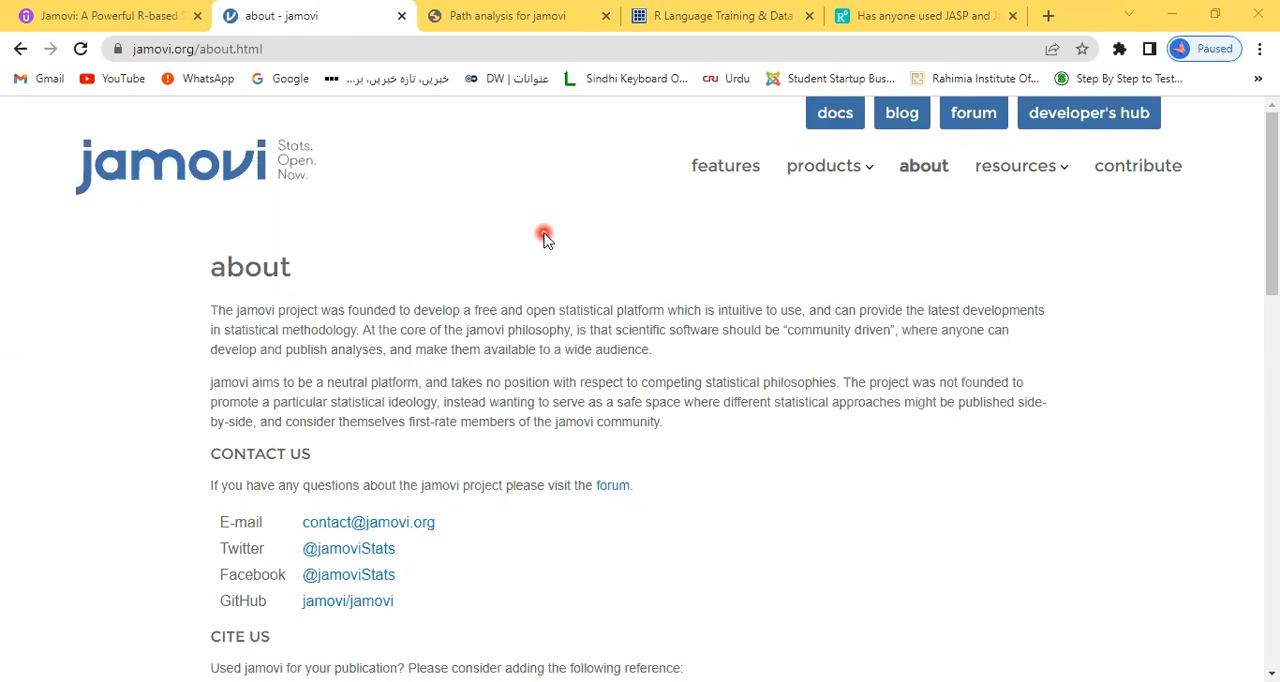 Jamovi: A Powerful R-based S
about - jamovi
Path analysis for jamovi
R Language Training & Data
Has anyone used JASP and J
jamovi.org/about.html
Paused
Gmail
YouTube
WhatsApp
Google
خبریں، تازہ خبریں، بر...
عنوانات | DW
Sindhi Keyboard O...
CRI Urdu
Student Startup Bus...
Rahimia Institute Of...
Step By Step to Test...
docs
blog
forum
developer's hub
jamovi
Stats.
Open.
Now.
features
products
about
resources
contribute
about
The jamovi project was founded to develop a free and open statistical platform which is intuitive to use, and can provide the latest developments
in statistical methodology. At the core of the jamovi philosophy, is that scientific software should be “community driven”, where anyone can
develop and publish analyses, and make them available to a wide audience.
jamovi aims to be a neutral platform, and takes no position with respect to competing statistical philosophies. The project was not founded to
promote a particular statistical ideology, instead wanting to serve as a safe space where different statistical approaches might be published side-
by-side, and consider themselves first-rate members of the jamovi community.
CONTACT US
If you have any questions about the jamovi project please visit the forum.
E-mail contact@jamovi.org
Twitter @jamoviStats
Facebook @jamoviStats
GitHub jamovi/jamovi
CITE US
Used jamovi for your publication? Please consider adding the following reference: